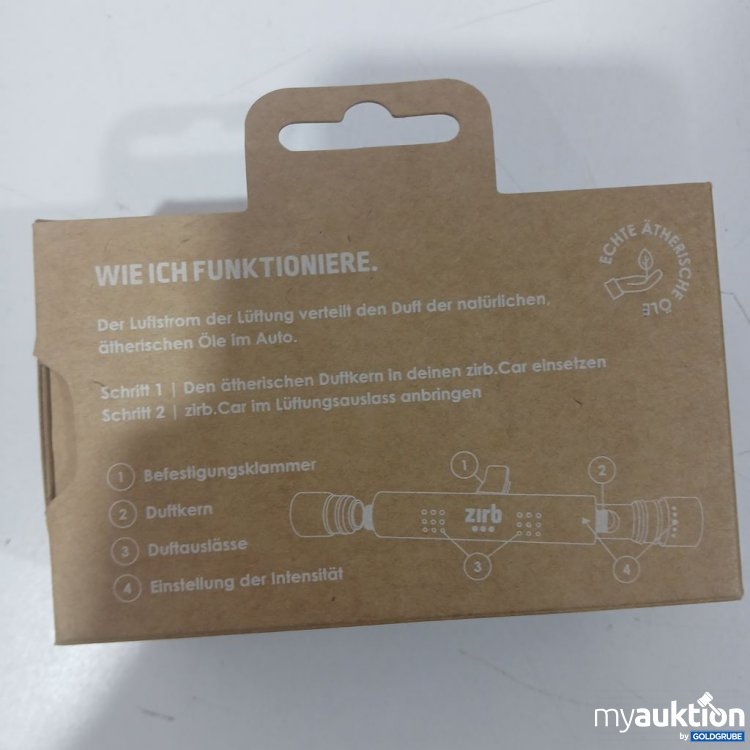 WIE ICH FUNKTIONIERE.
ECHTE ÄTHERISCHE ÖLE
Der Luftstrom der Lüftung verteilt den Duft der natürlichen,
ätherischen Öle im Auto.
Schritt 1 | Den ätherischen Duftkern in deinen zirb.Car einsetzen
Schritt 2 | zirb.Car im Lüftungsauslass anbringen
1 Befestigungsklammer
2 Duftkern
3 Duftauslässe
4 Einstellung der Intensität
1
2
zirb
3
4
myauktion
by GOLDGRUBE